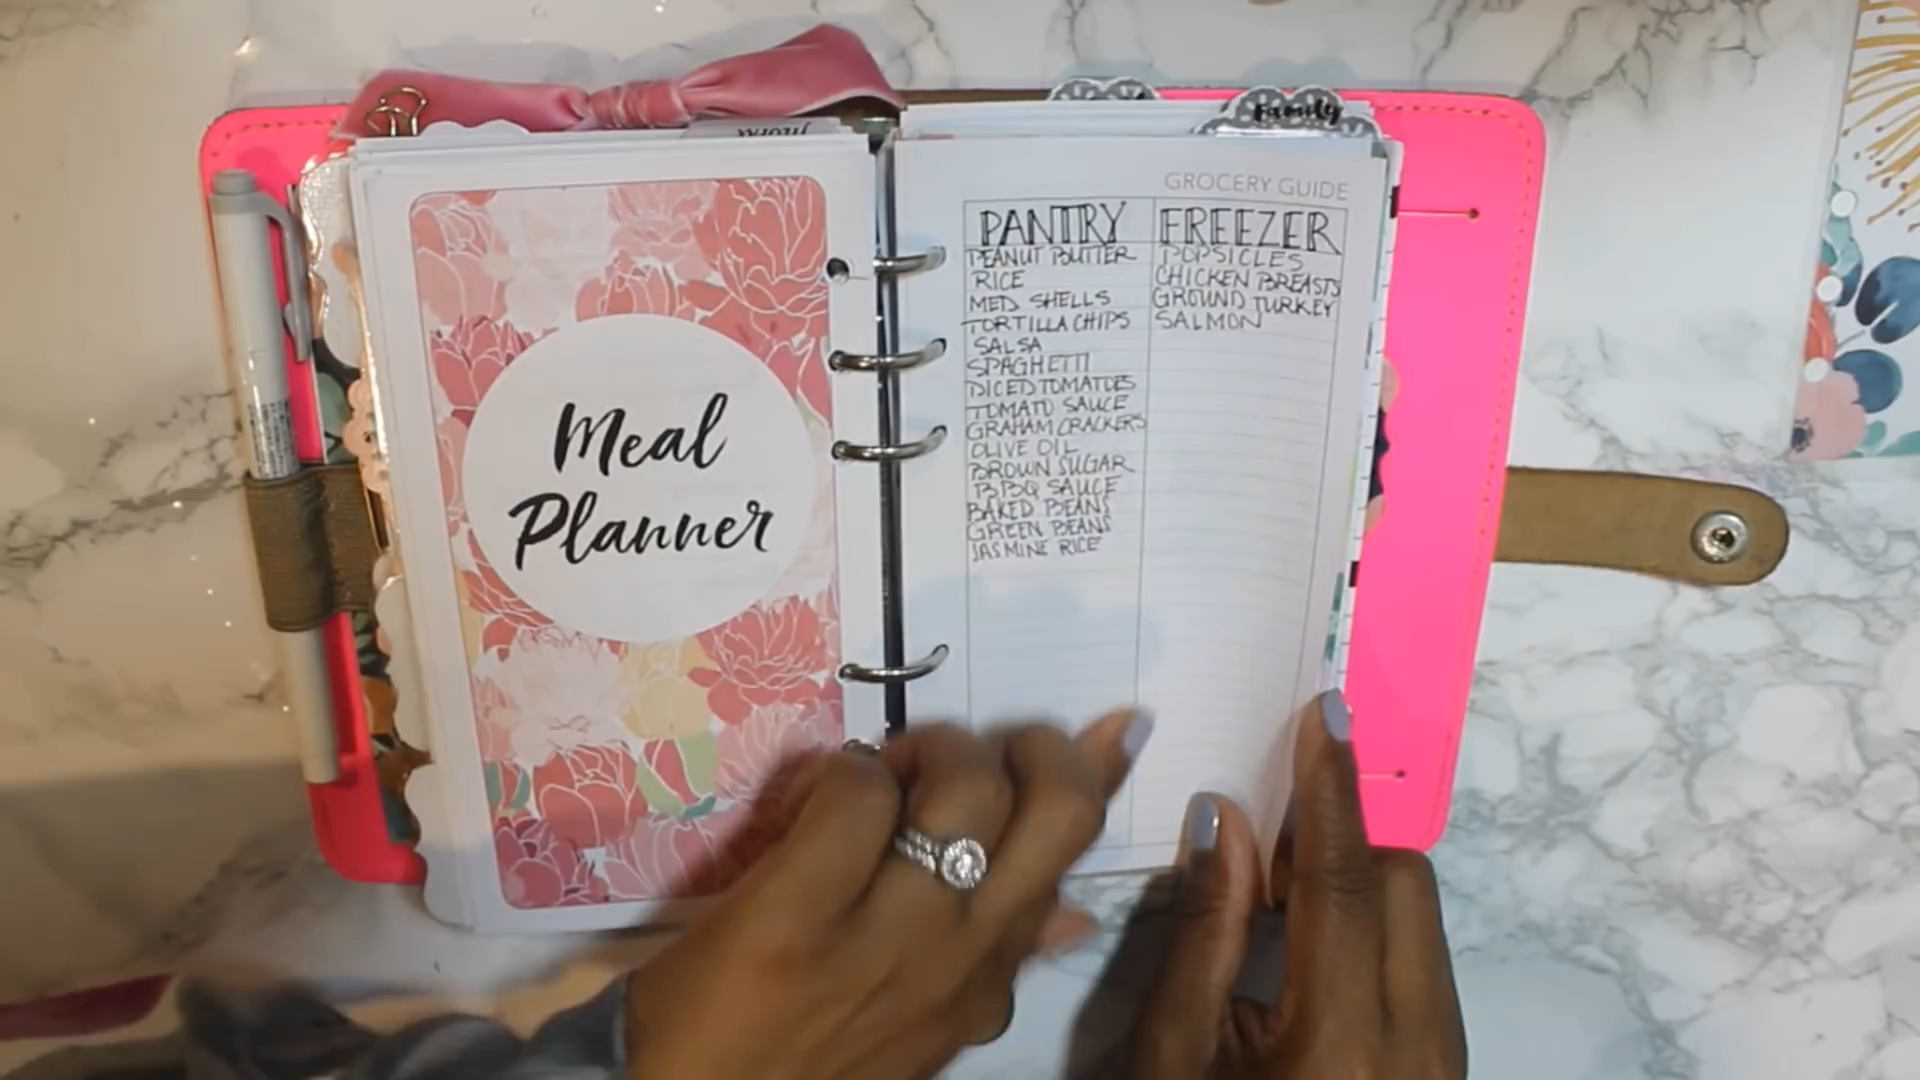 Family
Meal
Planner
GROCERY GUIDE
PANTRY
PEANUT BUTTER
RICE
MED SHELLS
TORTILLA CHIPS
SALSA
SPAGHETTI
DICED TOMATOES
TOMATO SAUCE
GRAHAM CRACKERS
OLIVE OIL
BROWN SUGAR
BBQ SAUCE
BAKED BEANS
GREEN BEANS
JASMINE RICE
FREEZER
POPSICLES
CHICKEN BREASTS
GROUND TURKEY
SALMON